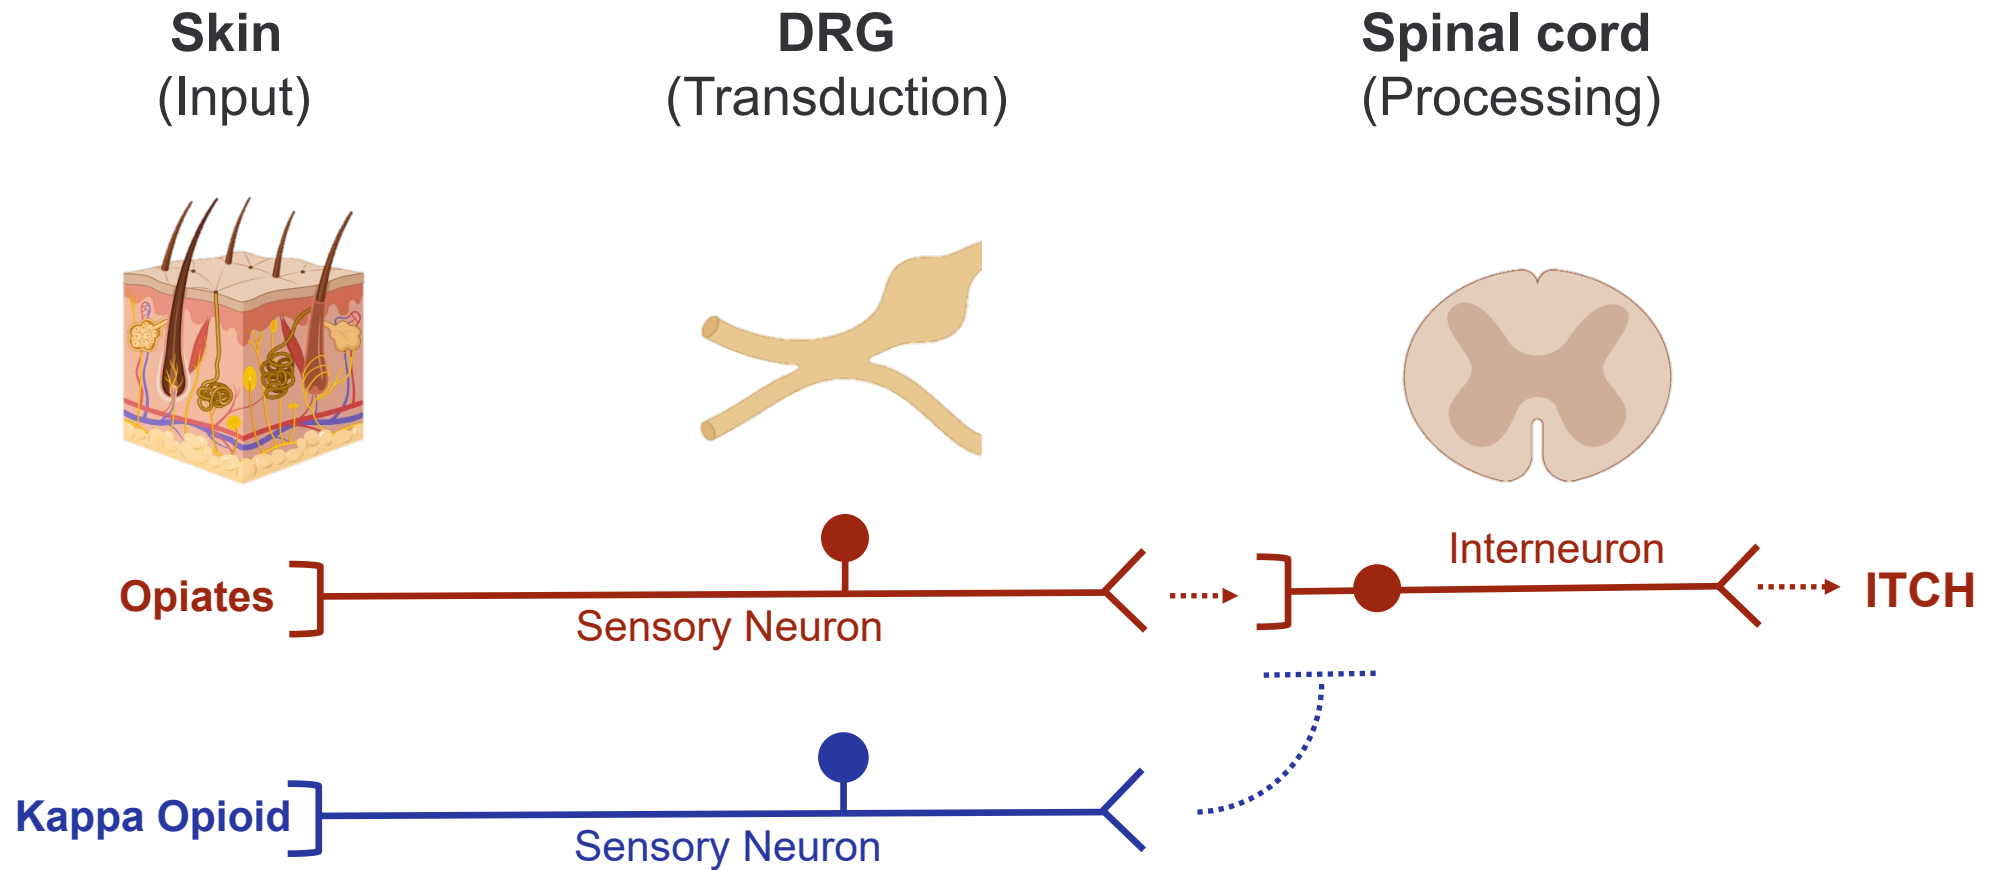 Skin
(Input)
DRG
(Transduction)
Spinal cord
(Processing)
Opiates
Sensory Neuron
Interneuron
ITCH
Kappa Opioid
Sensory Neuron